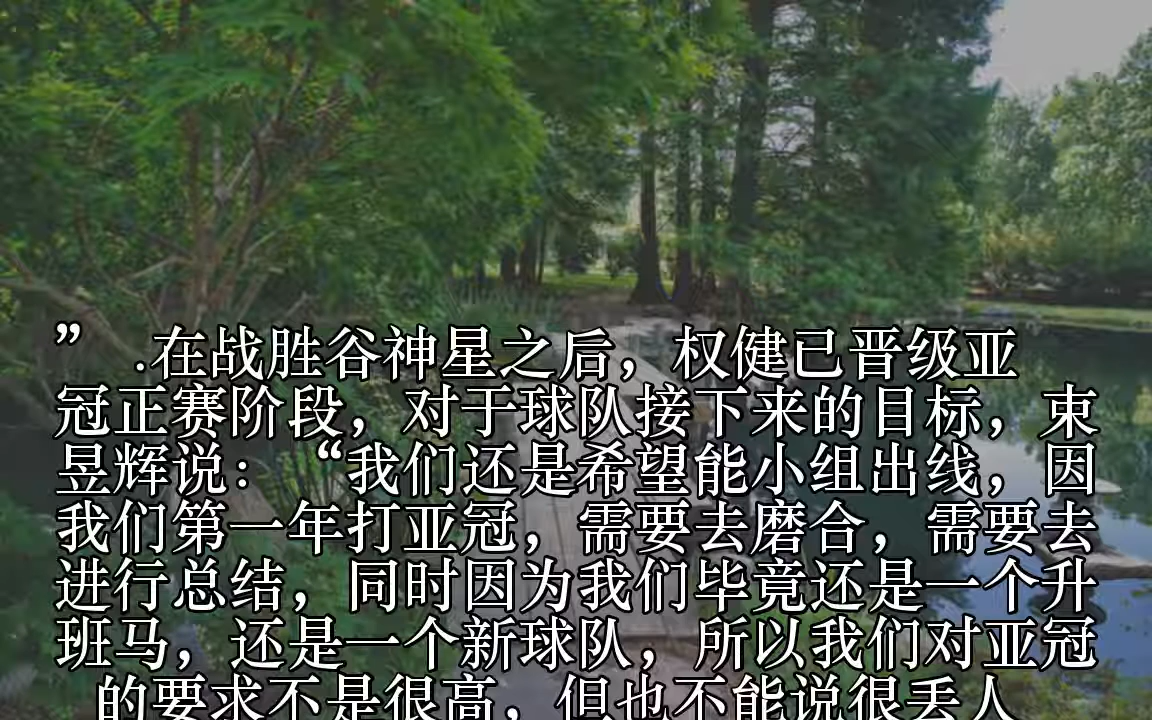 ” .在战胜谷神星之后，权健已晋级亚
冠正赛阶段，对于球队接下来的目标，束
昱辉说：“我们还是希望能小组出线，因
我们第一年打亚冠，需要去磨合，需要去
进行总结，同时因为我们毕竟还是一个升
班马，还是一个新球队，所以我们对亚冠
的要求不是很高，但也不能说很丢人